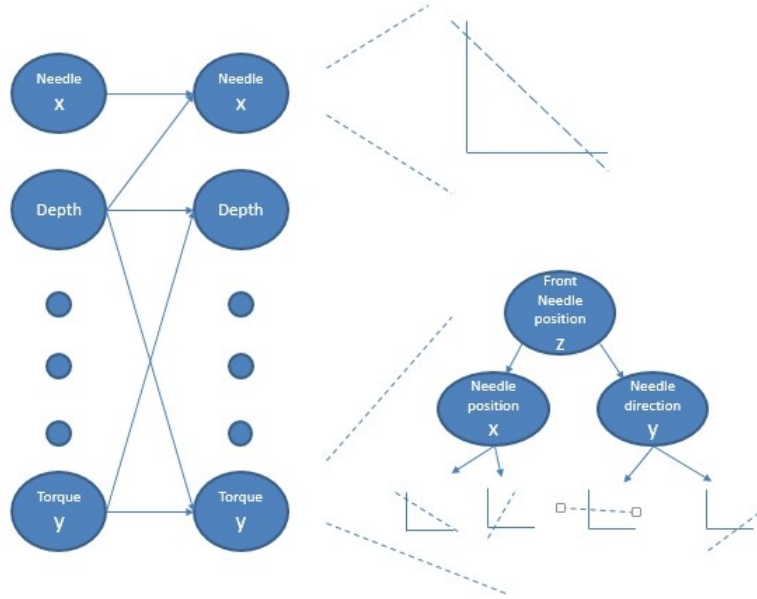 Needle
x
Needle
x
Depth
Depth
Front
Needle
position
z
Needle
position
x
Needle
direction
y
Torque
y
Torque
y